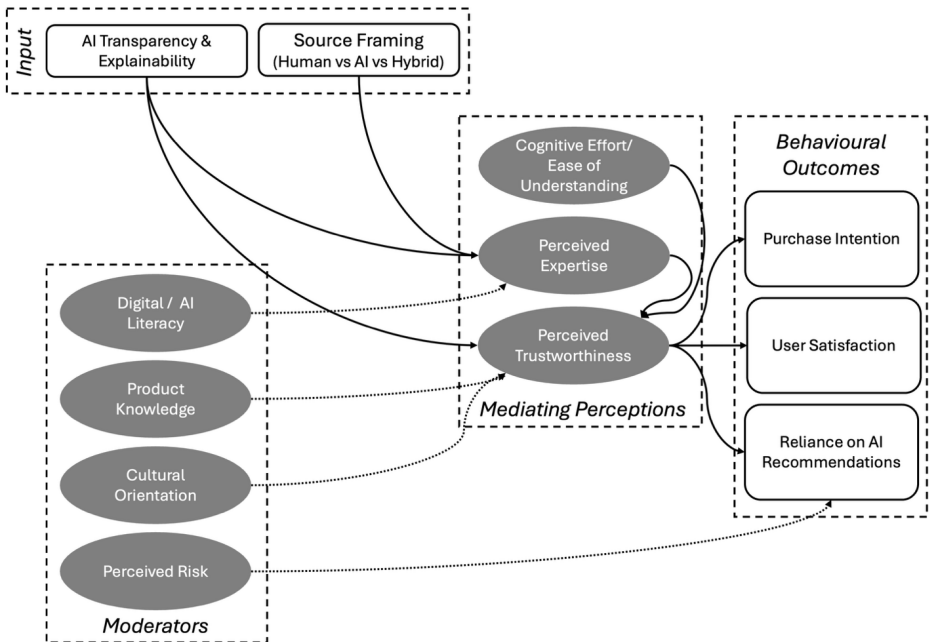 Input
AI Transparency &
Explainability
Source Framing
(Human vs AI vs Hybrid)
Cognitive Effort/
Ease of
Understanding
Perceived
Expertise
Perceived
Trustworthiness
Mediating Perceptions
Behavioural
Outcomes
Purchase Intention
User Satisfaction
Reliance on AI
Recommendations
Digital / AI
Literacy
Product
Knowledge
Cultural
Orientation
Perceived Risk
Moderators